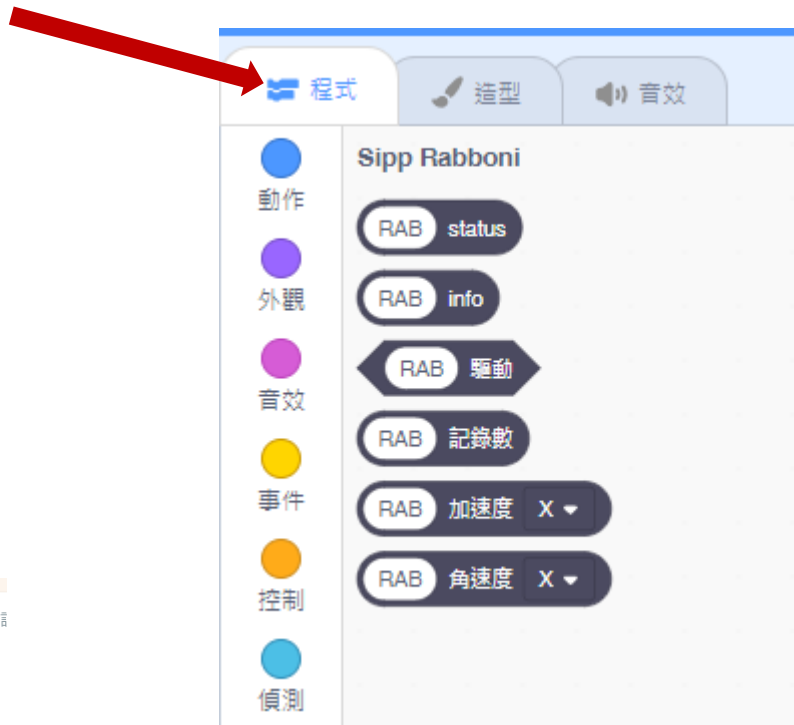 程式
造型
音效
動作
外觀
音效
事件
控制
偵測
Sipp Rabboni
RAB status
RAB info
RAB 驅動
RAB 記錄數
RAB 加速度 X
RAB 角速度 X